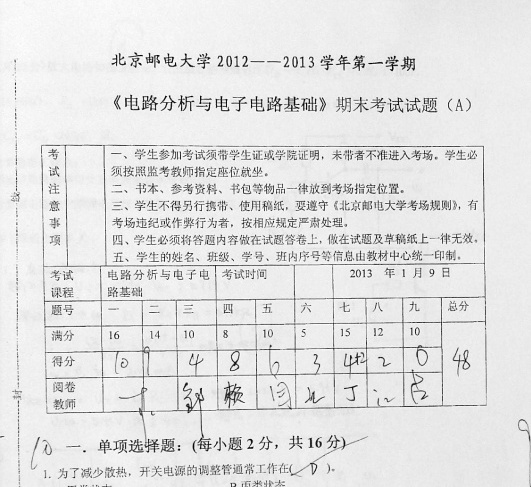 北京邮电大学 2012——2013 学年第一学期
《电路分析与电子电路基础》期末考试试题（A）
考试注意事项
一、学生参加考试须带学生证或学院证明，未带者不准进入考场。学生必
须按照监考教师指定座位就坐。
二、书本、参考资料、书包等物品一律放到考场指定位置。
三、学生不得另行携带、使用稿纸，要遵守《北京邮电大学考场规则》，有
考场违纪或作弊行为者，按相应规定严肃处理。
四、学生必须将答题内容做在试题答卷上，做在试题及草稿纸上一律无效。
五、学生的姓名、班级、学号、班内序号等信息由教材中心统一印制。
考试 电路分析与电子电 考试时间 2013 年 1 月 9 日
课程 路基础
题号 一 二 三 四 五 六 七 八 九 总分
满分 16 14 10 8 10 5 15 12 10
得分 10 9 4 8 6 3 4+2 2 0 48
阅卷 赖 闫 丁
教师
10 一．单项选择题：(每小题 2 分，共 16 分)
1. 为了减少散热，开关电源的调整管通常工作在( D )。